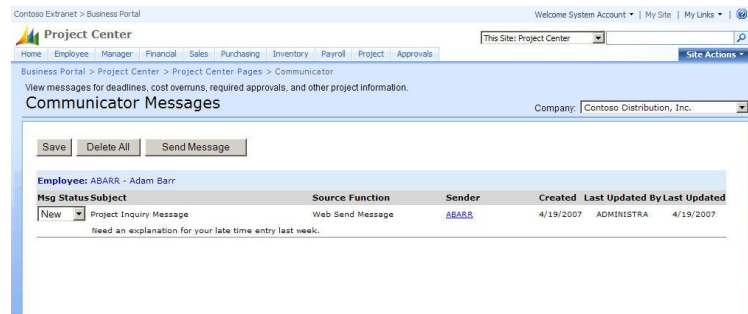 Contoso Extranet > Business Portal
Welcome System Account | My Site | My Links
Project Center
This Site: Project Center
Home Employee Manager Financial Sales Purchasing Inventory Payroll Project Approvals
Site Actions
Business Portal > Project Center > Project Center Pages > Communicator
View messages for deadlines, cost overruns, required approvals, and other project information.
Communicator Messages
Company: Contoso Distribution, Inc.
Save Delete All Send Message
Employee: ABARR - Adam Barr
Msg Status Subject Source Function Sender Created Last Updated By Last Updated
New Project Inquiry Message Web Send Message ABARR 4/19/2007 ADMINISTRA 4/19/2007
Need an explanation for your late time entry last week.